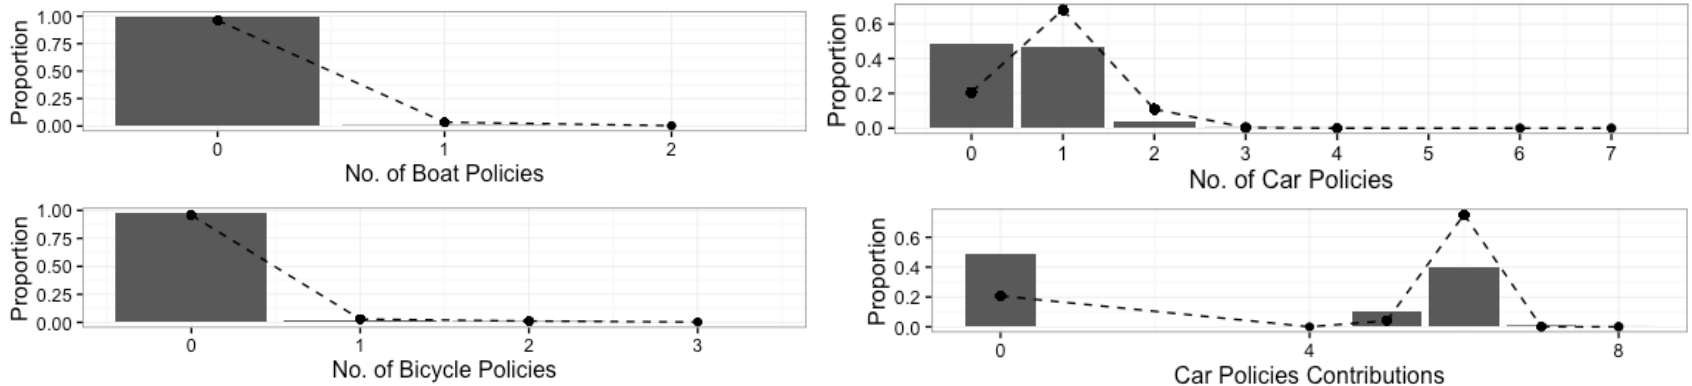 Proportion
1.00
0.75
0.50
0.25
0.00
0 1 2
No. of Boat Policies
Proportion
0.6
0.4
0.2
0.0
0 1 2 3 4 5 6 7
No. of Car Policies
Proportion
1.00
0.75
0.50
0.25
0.00
0 1 2 3
No. of Bicycle Policies
Proportion
0.6
0.4
0.2
0.0
0 4 8
Car Policies Contributions